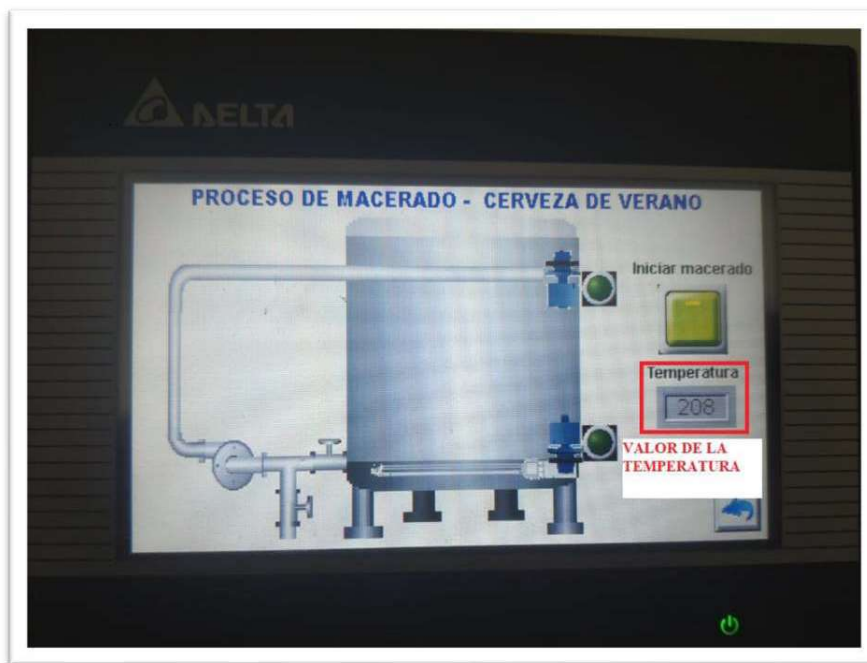 DELTA
PROCESO DE MACERADO - CERVEZA DE VERANO
Iniciar macerado
Temperatura
208
VALOR DE LA
TEMPERATURA